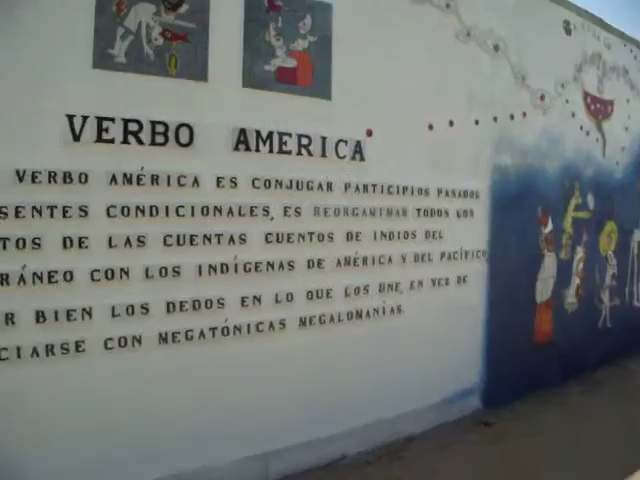 VERBO AMERICA
VERBO AMÉRICA ES CONJUGAR PARTICIPIOS PASADOS
SENTES CONDICIONALES, ES REORGANIZAR TODOS LOS
TOS DE LAS CUENTAS CUENTOS DE INDIOS DEL
RÁNEO CON LOS INDÍGENAS DE AMÉRICA Y DEL PACÍFICO
R BIEN LOS DEDOS EN LO QUE LOS UNE, EN VEZ DE
CIARSE CON MEGATÓNICAS MEGALOMANÍAS